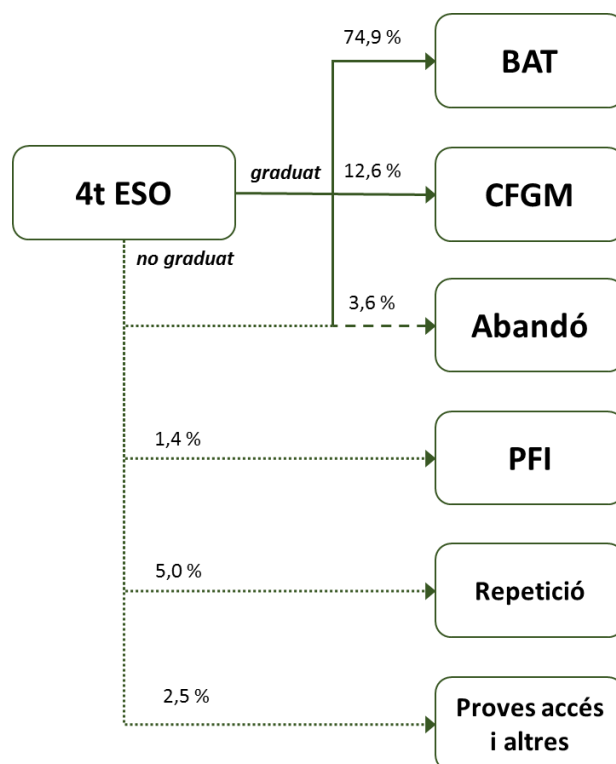 74,9 %
BAT
4t ESO
graduat
12,6 %
CFGM
no graduat
3,6 %
Abandó
1,4 %
PFI
5,0 %
Repetició
2,5 %
Proves accés
i altres